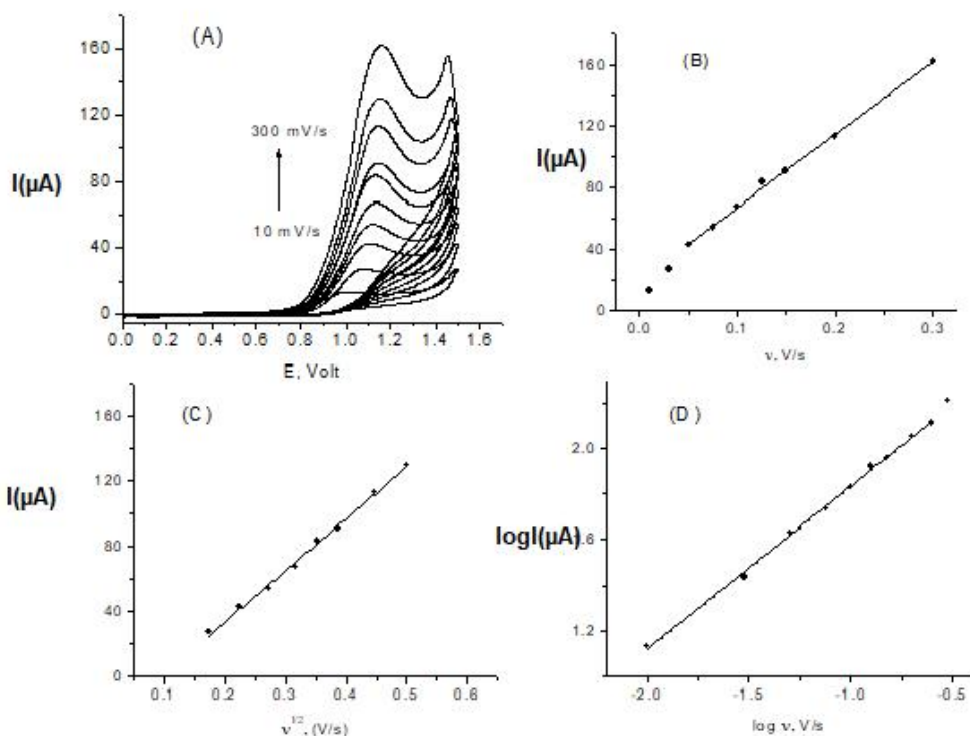 (A)
160
120
80
40
0
I(µA)
300 mV/s
10 mV/s
0.0 0.2 0.4 0.6 0.8 1.0 1.2 1.4 1.6
E, Volt
(B)
160
120
80
40
0
I(µA)
0.0 0.1 0.2 0.3
ν, V/s
(C)
160
120
80
40
0
I(µA)
0.1 0.2 0.3 0.4 0.5 0.6
ν1/2, (V/s)
(D)
2.0
1.6
1.2
logI(µA)
-2.0 -1.5 -1.0 -0.5
log ν, V/s